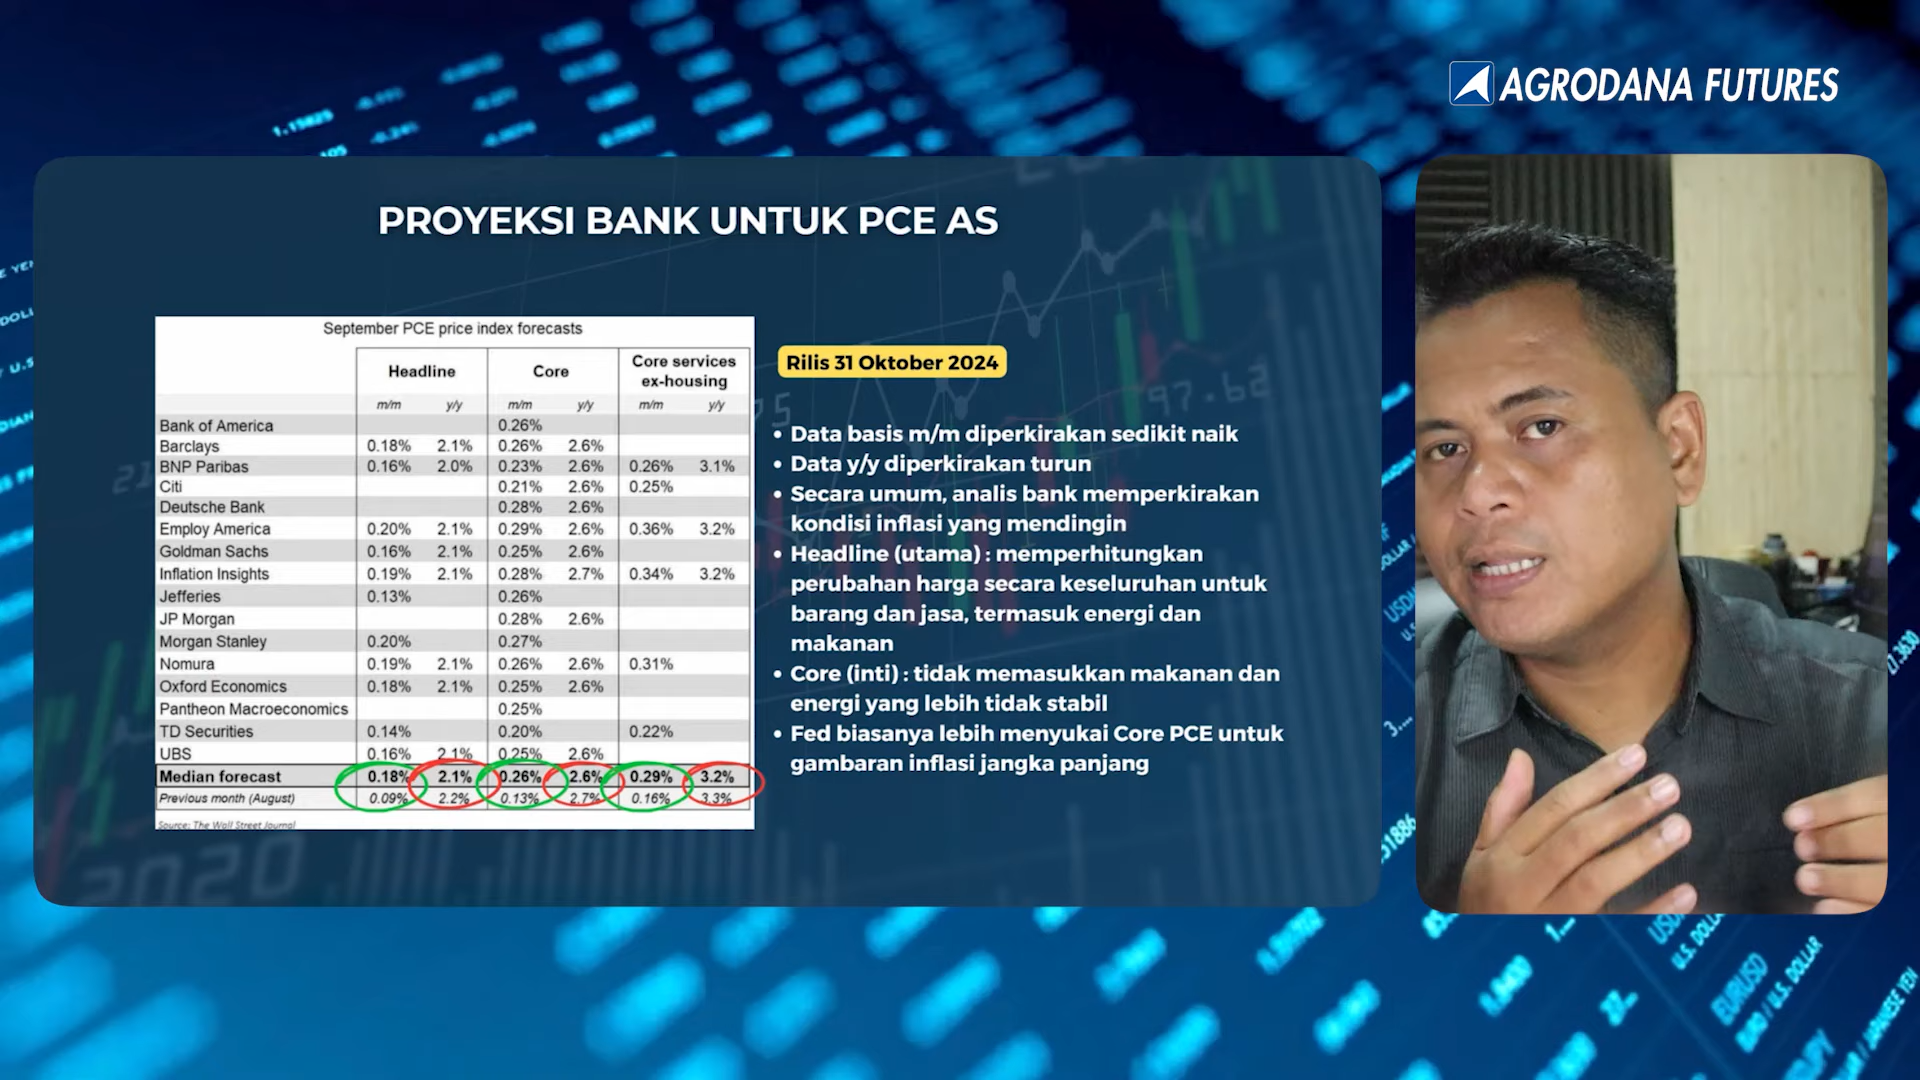 AGRODANA FUTURES
PROYEKSI BANK UNTUK PCE AS
September PCE price index forecasts
Headline Core Core services ex-housing
m/m y/y m/m y/y m/m y/y
Bank of America 0.26%
Barclays 0.18% 2.1% 0.26% 2.6%
BNP Paribas 0.16% 2.0% 0.23% 2.6% 0.26% 3.1%
Citi 0.21% 2.6% 0.25%
Deutsche Bank 0.28% 2.6%
Employ America 0.20% 2.1% 0.29% 2.6% 0.36% 3.2%
Goldman Sachs 0.16% 2.1% 0.25% 2.6%
Inflation Insights 0.19% 2.1% 0.28% 2.7% 0.34% 3.2%
Jefferies 0.13% 0.26%
JP Morgan 0.28% 2.6%
Morgan Stanley 0.20% 0.27%
Nomura 0.19% 2.1% 0.26% 2.6% 0.31%
Oxford Economics 0.18% 2.1% 0.25% 2.6%
Pantheon Macroeconomics 0.25%
TD Securities 0.14% 0.20% 0.22%
UBS 0.16% 2.1% 0.25% 2.6%
Median forecast 0.18% 2.1% 0.26% 2.6% 0.29% 3.2%
Previous month (August) 0.09% 2.2% 0.13% 2.7% 0.16% 3.3%
Source: The Wall Street Journal
Rilis 31 Oktober 2024
• Data basis m/m diperkirakan sedikit naik
• Data y/y diperkirakan turun
• Secara umum, analis bank memperkirakan
kondisi inflasi yang mendingin
• Headline (utama) : memperhitungkan
perubahan harga secara keseluruhan untuk
barang dan jasa, termasuk energi dan
makanan
• Core (inti) : tidak memasukkan makanan dan
energi yang lebih tidak stabil
• Fed biasanya lebih menyukai Core PCE untuk
gambaran inflasi jangka panjang
97.62
2020
1.15825
EURUSD
EURO / U.S. DOLLAR
U.S. DOLLAR